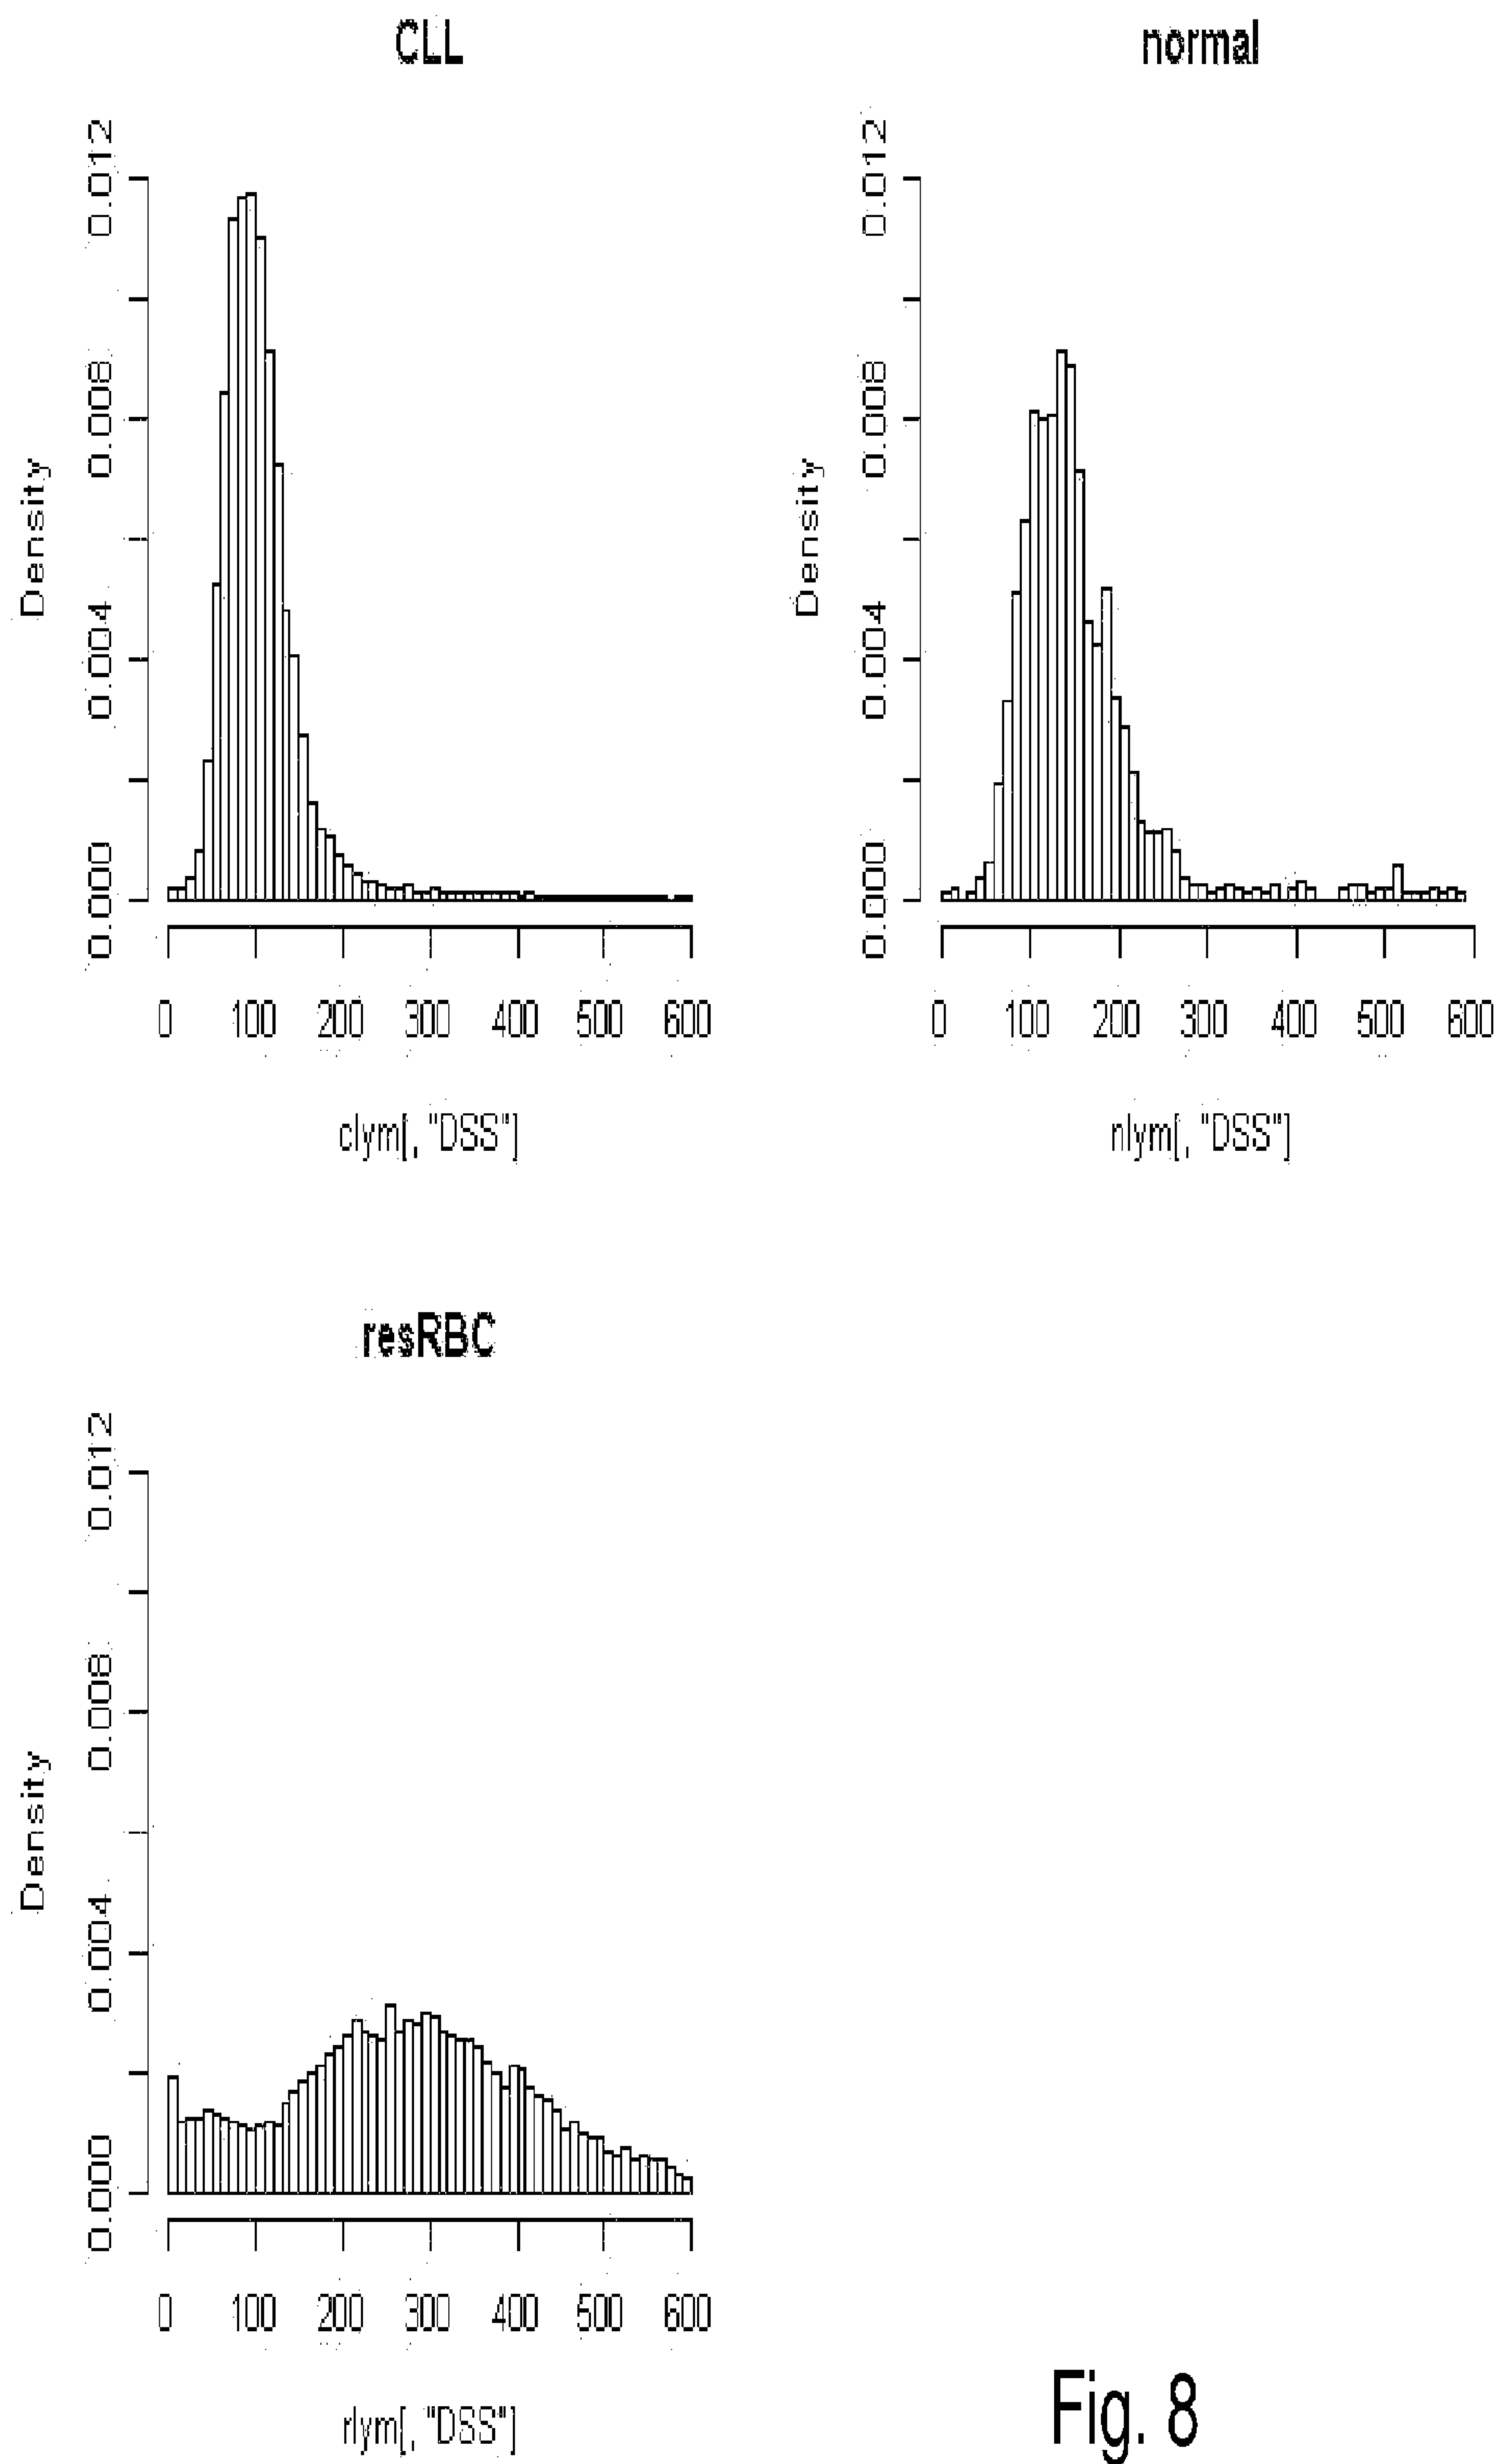 CLL
Density
0.000 0.004 0.008 0.012
0 100 200 300 400 500 600
clym[, "DSS"]
normal
Density
0.000 0.004 0.008 0.012
0 100 200 300 400 500 600
nlym[, "DSS"]
resRBC
Density
0.000 0.004 0.008 0.012
0 100 200 300 400 500 600
rlym[, "DSS"]
Fig. 8